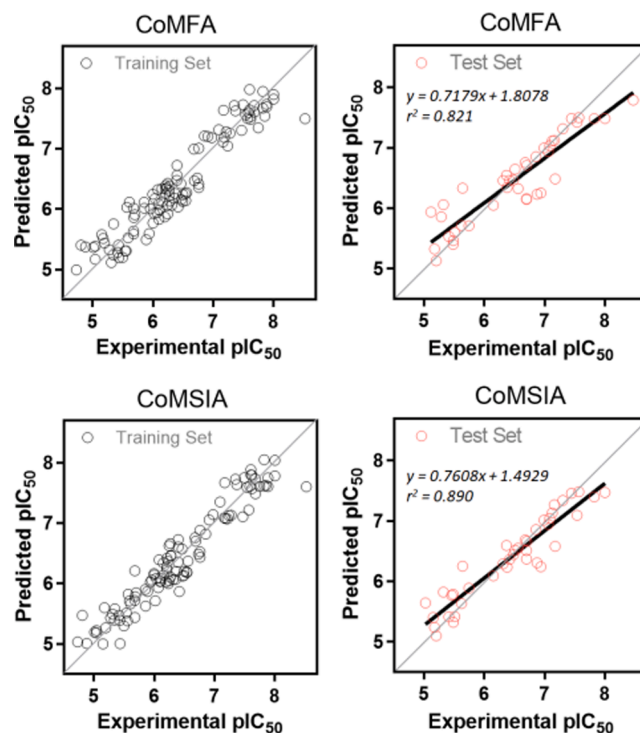 CoMFA
Training Set
Predicted pIC50
8
7
6
5
5 6 7 8
Experimental pIC50
CoMFA
Test Set
y = 0.7179x + 1.8078
r² = 0.821
Predicted pIC50
8
7
6
5
5 6 7 8
Experimental pIC50
CoMSIA
Training Set
Predicted pIC50
8
7
6
5
5 6 7 8
Experimental pIC50
CoMSIA
Test Set
y = 0.7608x + 1.4929
r² = 0.890
Predicted pIC50
8
7
6
5
5 6 7 8
Experimental pIC50